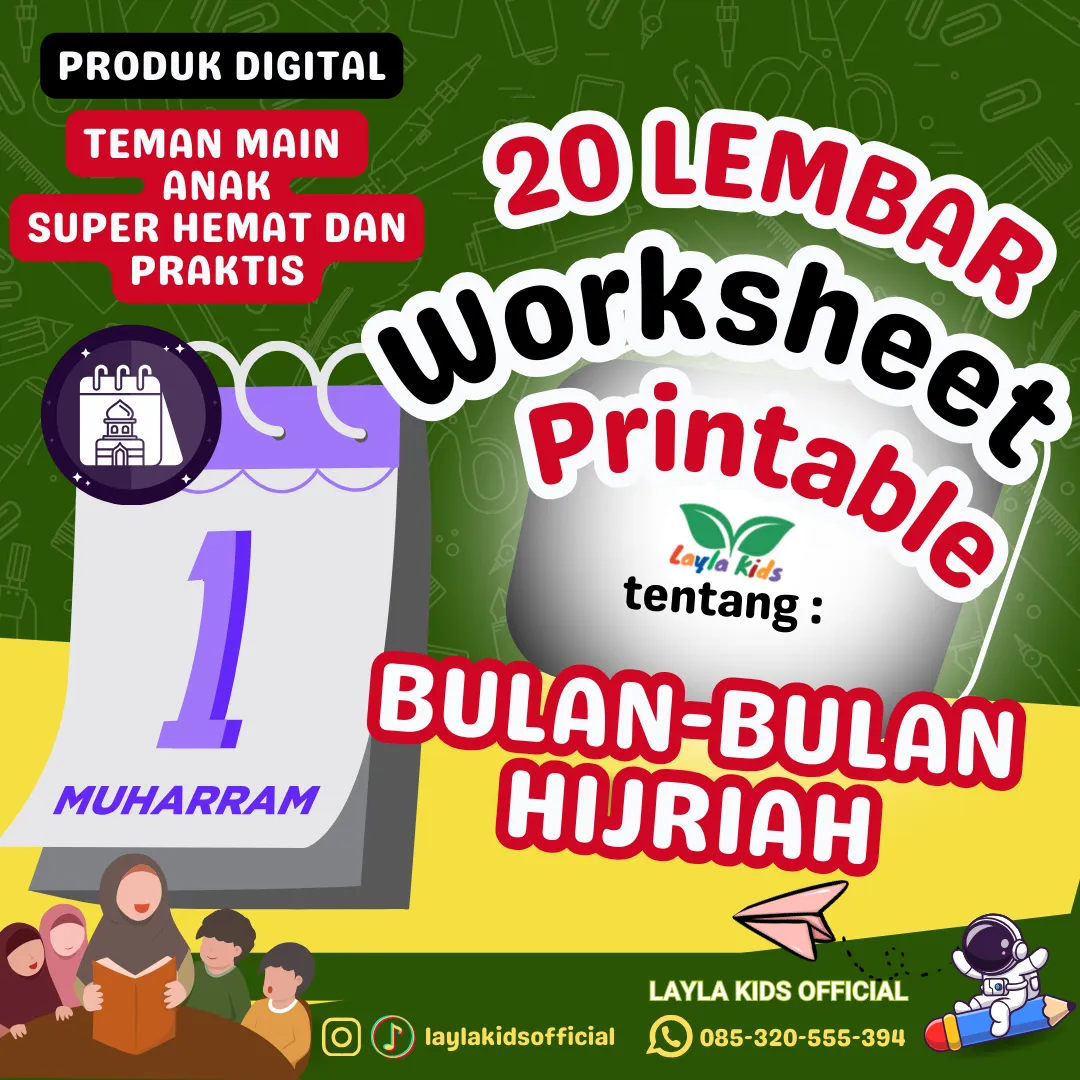 PRODUK DIGITAL
TEMAN MAIN
ANAK
SUPER HEMAT DAN
PRAKTIS
20 LEMBAR
Worksheet
Printable
Layla Kids
tentang :
BULAN-BULAN
HIJRIAH
1
MUHARRAM
LAYLA KIDS OFFICIAL
laylakidsofficial
085-320-555-394